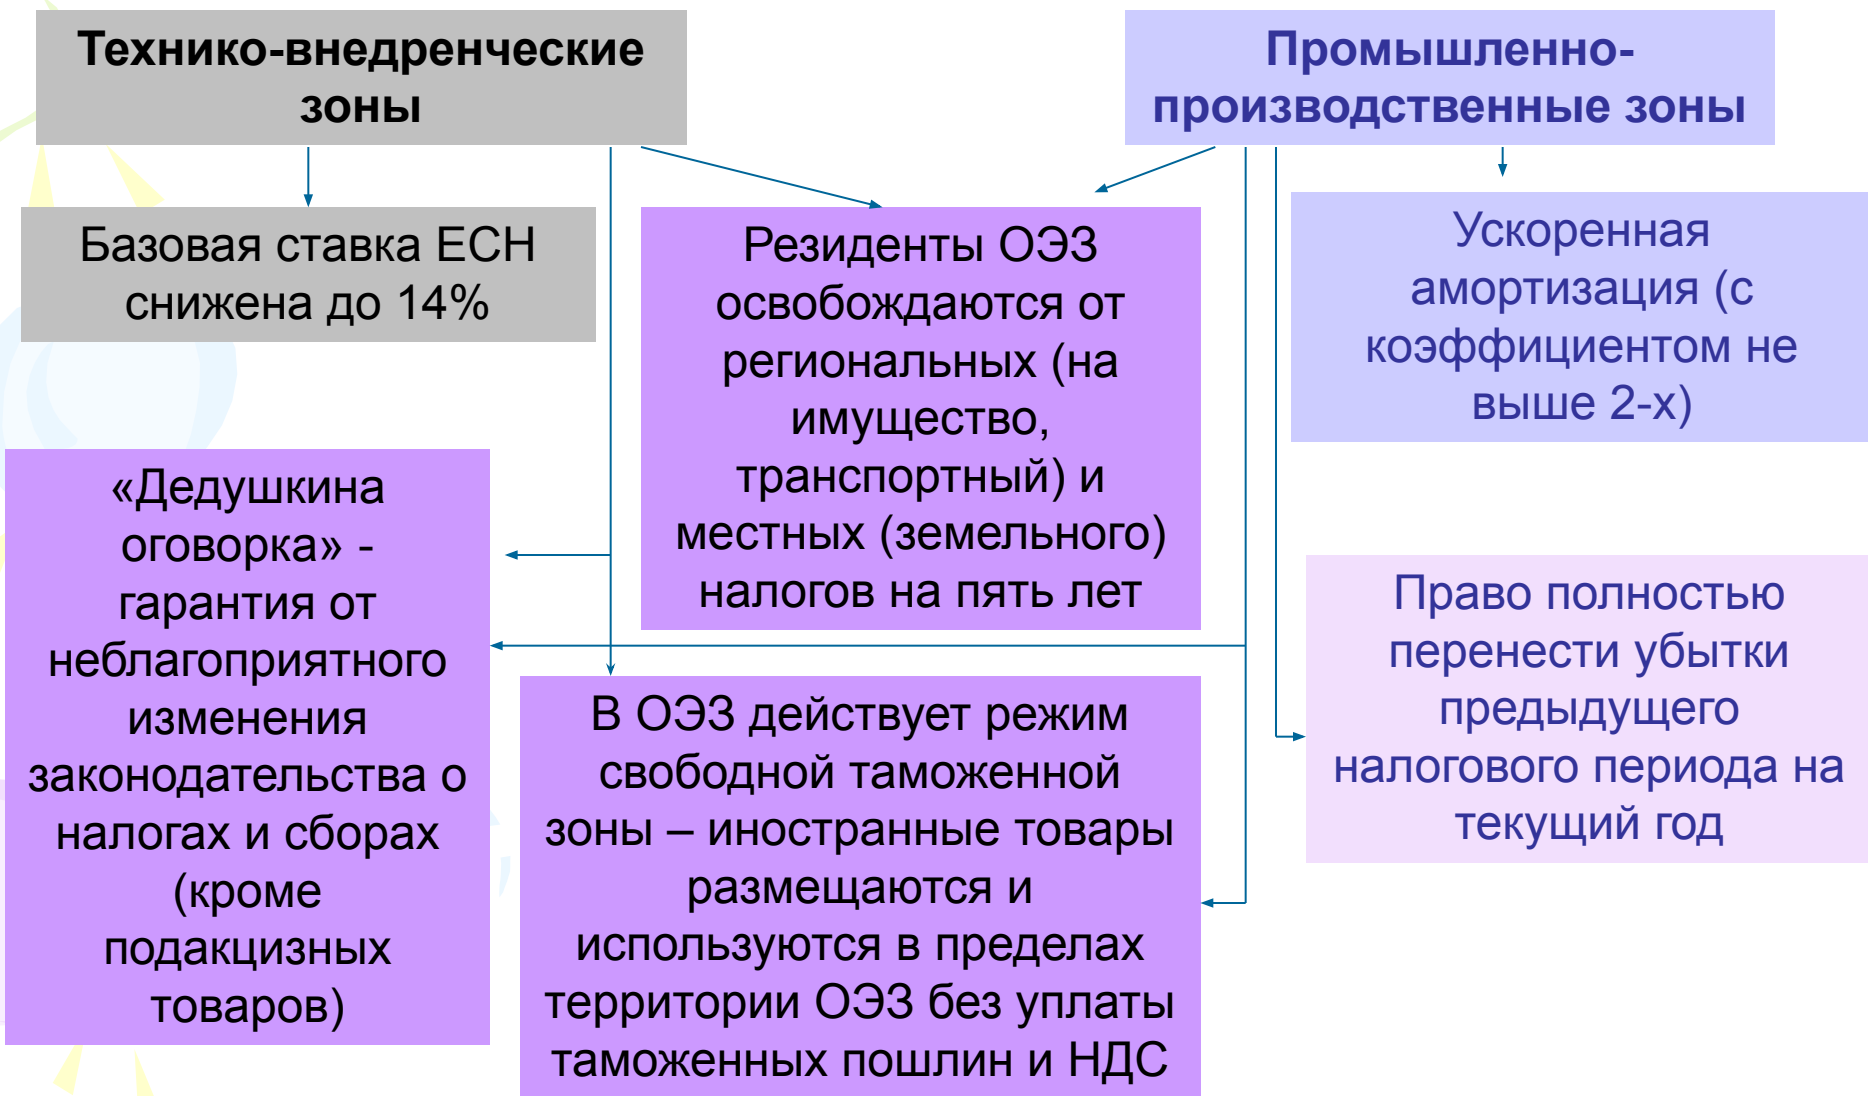 Технико-внедренческие
зоны
Промышленно-
производственные зоны
Базовая ставка ЕСН
снижена до 14%
Резиденты ОЭЗ
освобождаются от
региональных (на
имущество,
транспортный) и
местных (земельного)
налогов на пять лет
Ускоренная
амортизация (с
коэффициентом не
выше 2-х)
«Дедушкина
оговорка» -
гарантия от
неблагоприятного
изменения
законодательства о
налогах и сборах
(кроме
подакцизных
товаров)
В ОЭЗ действует режим
свободной таможенной
зоны – иностранные товары
размещаются и
используются в пределах
территории ОЭЗ без уплаты
таможенных пошлин и НДС
Право полностью
перенести убытки
предыдущего
налогового периода на
текущий год